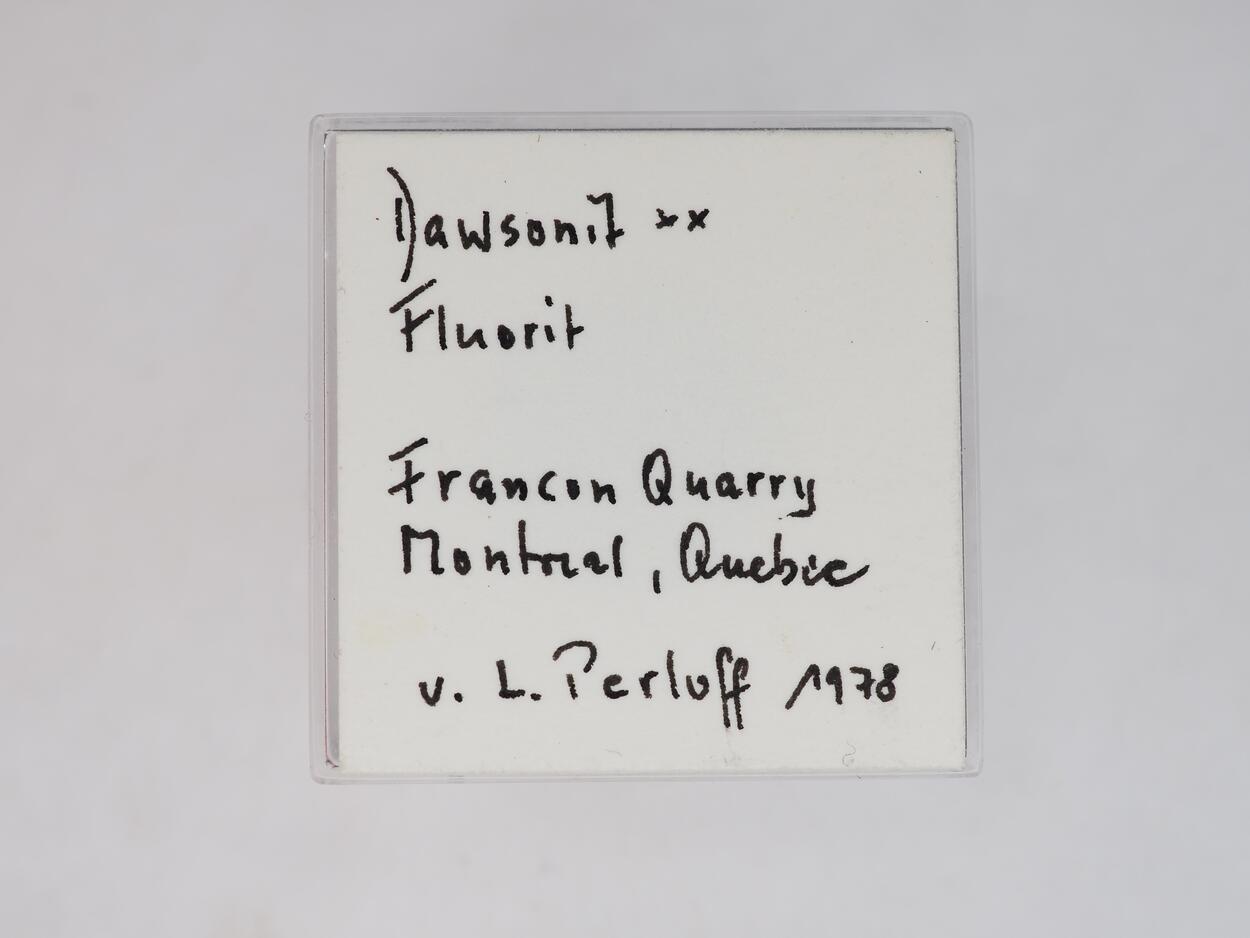 Dawsonit xx
Fluorit
Francon Quarry
Montreal, Quebec
v. L. Perloff 1978